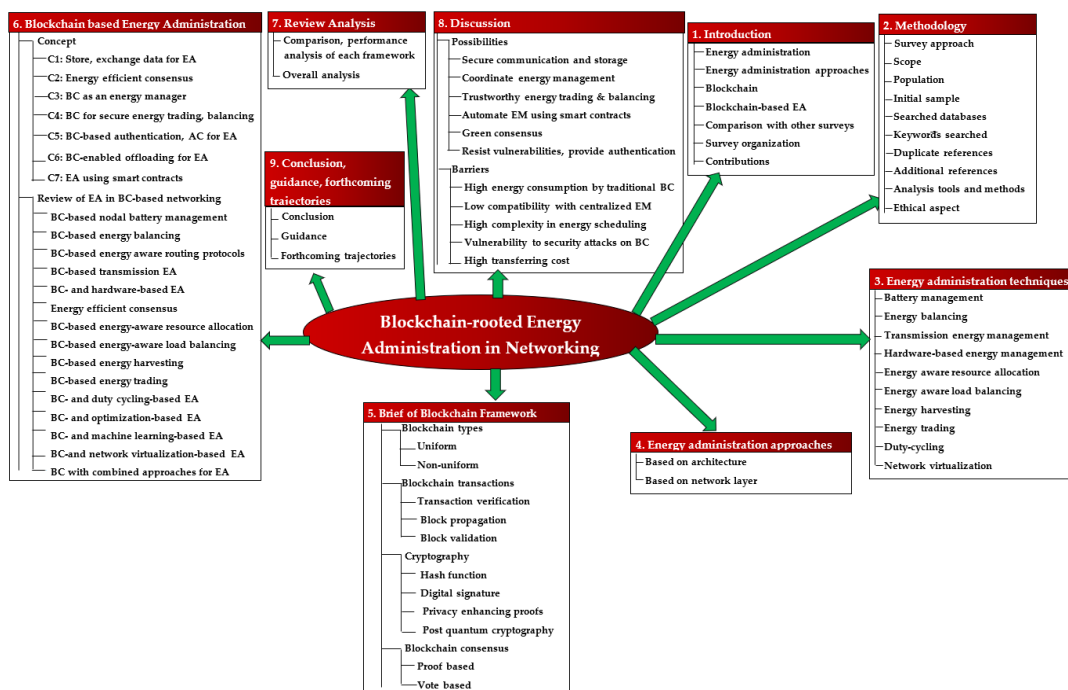 6. Blockchain based Energy Administration
Concept
C1: Store, exchange data for EA
C2: Energy efficient consensus
C3: BC as an energy manager
C4: BC for secure energy trading, balancing
C5: BC-based authentication, AC for EA
C6: BC-enabled offloading for EA
C7: EA using smart contracts
Review of EA in BC-based networking
BC-based nodal battery management
BC-based energy balancing
BC-based energy aware routing protocols
BC-based transmission EA
BC- and hardware-based EA
Energy efficient consensus
BC-based energy-aware resource allocation
BC-based energy-aware load balancing
BC-based energy harvesting
BC-based energy trading
BC- and duty cycling-based EA
BC- and optimization-based EA
BC- and machine learning-based EA
BC-and network virtualization-based EA
BC with combined approaches for EA
7. Review Analysis
Comparison, performance
analysis of each framework
Overall analysis
8. Discussion
Possibilities
Secure communication and storage
Coordinate energy management
Trustworthy energy trading & balancing
Automate EM using smart contracts
Green consensus
Resist vulnerabilities, provide authentication
Barriers
High energy consumption by traditional BC
Low compatibility with centralized EM
High complexity in energy scheduling
Vulnerability to security attacks on BC
High transferring cost
1. Introduction
Energy administration
Energy administration approaches
Blockchain
Blockchain-based EA
Comparison with other surveys
Survey organization
Contributions
2. Methodology
Survey approach
Scope
Population
Initial sample
Searched databases
Keywords searched
Duplicate references
Additional references
Analysis tools and methods
Ethical aspect
9. Conclusion,
guidance, forthcoming
traiectories
Conclusion
Guidance
Forthcoming trajectories
Blockchain-rooted Energy
Administration in Networking
3. Energy administration techniques
Battery management
Energy balancing
Transmission energy management
Hardware-based energy management
Energy aware resource allocation
Energy aware load balancing
Energy harvesting
Energy trading
Duty-cycling
Network virtualization
4. Energy administration approaches
Based on architecture
Based on network layer
5. Brief of Blockchain Framework
Blockchain types
Uniform
Non-uniform
Blockchain transactions
Transaction verification
Block propagation
Block validation
Cryptography
Hash function
Digital signature
Privacy enhancing proofs
Post quantum cryptography
Blockchain consensus
Proof based
Vote based